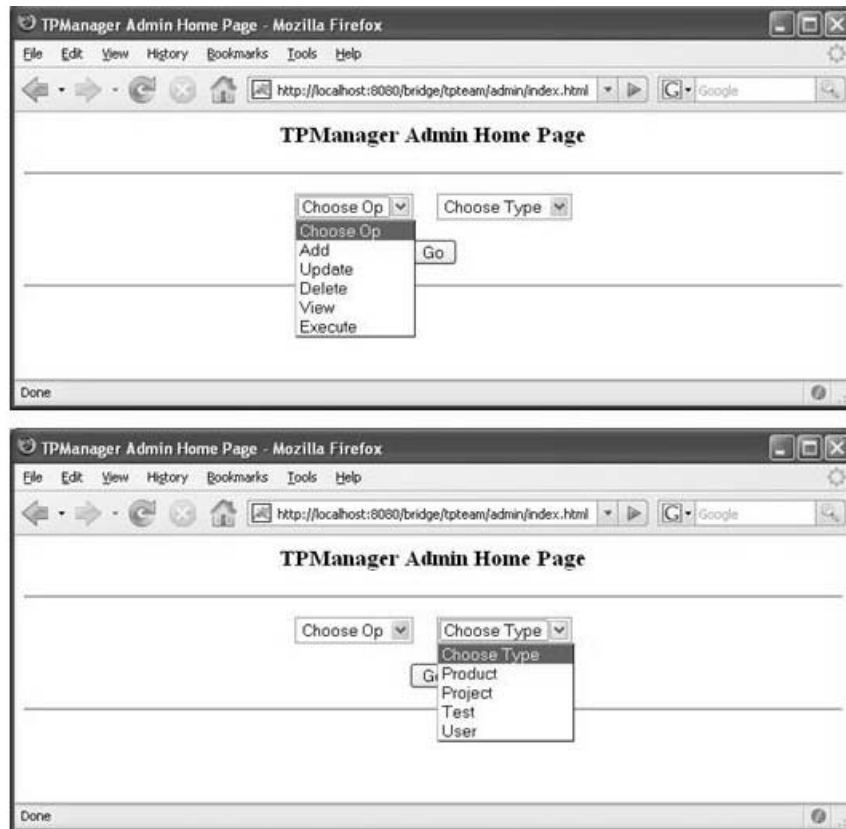 TPManager Admin Home Page - Mozilla Firefox
File Edit View History Bookmarks Tools Help
http://localhost:8080/bridge/tpteam/admin/index.html G Google
TPManager Admin Home Page
Choose Op Choose Type
Choose Op
Add Go
Update
Delete
View
Execute
Done
TPManager Admin Home Page - Mozilla Firefox
File Edit View History Bookmarks Tools Help
http://localhost:8080/bridge/tpteam/admin/index.html G Google
TPManager Admin Home Page
Choose Op Choose Type
Choose Type
G Product
Project
Test
User
Done